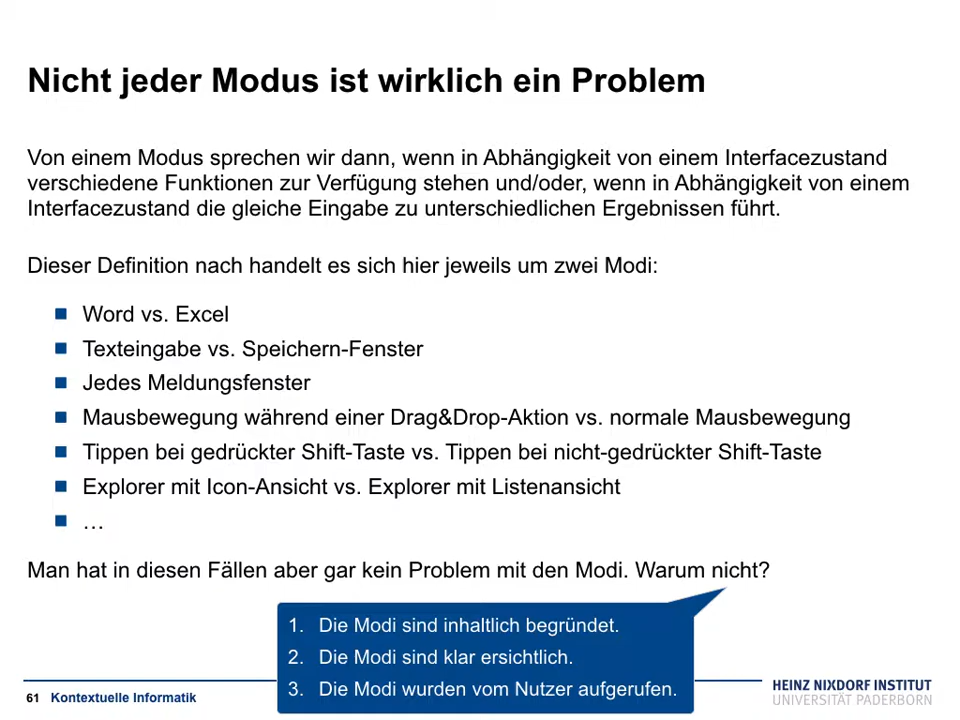 Nicht jeder Modus ist wirklich ein Problem
Von einem Modus sprechen wir dann, wenn in Abhängigkeit von einem Interfacezustand
verschiedene Funktionen zur Verfügung stehen und/oder, wenn in Abhängigkeit von einem
Interfacezustand die gleiche Eingabe zu unterschiedlichen Ergebnissen führt.
Dieser Definition nach handelt es sich hier jeweils um zwei Modi:
Word vs. Excel
Texteingabe vs. Speichern-Fenster
Jedes Meldungsfenster
Mausbewegung während einer Drag&Drop-Aktion vs. normale Mausbewegung
Tippen bei gedrückter Shift-Taste vs. Tippen bei nicht-gedrückter Shift-Taste
Explorer mit Icon-Ansicht vs. Explorer mit Listenansicht
…
Man hat in diesen Fällen aber gar kein Problem mit den Modi. Warum nicht?
1. Die Modi sind inhaltlich begründet.
2. Die Modi sind klar ersichtlich.
3. Die Modi wurden vom Nutzer aufgerufen.
61 Kontextuelle Informatik
HEINZ NIXDORF INSTITUT
UNIVERSITÄT PADERBORN